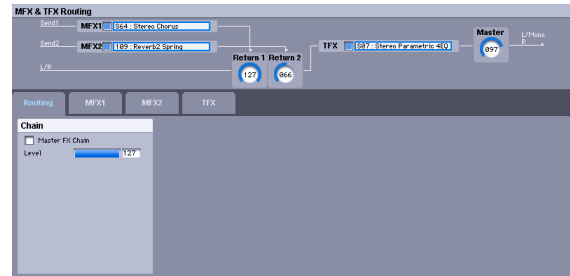 MFX & TFX Routing
Send1 MFX1 S64 : Stereo Chorus
Master L/Mono
Send2 MFX2 109 : Reverb2 Spring
TFX S07 : Stereo Parametric 4EQ 097 R
L/R Return 1 Return 2
127 066
Routing MFX1 MFX2 TFX
Chain
Master FX Chain
Level 127